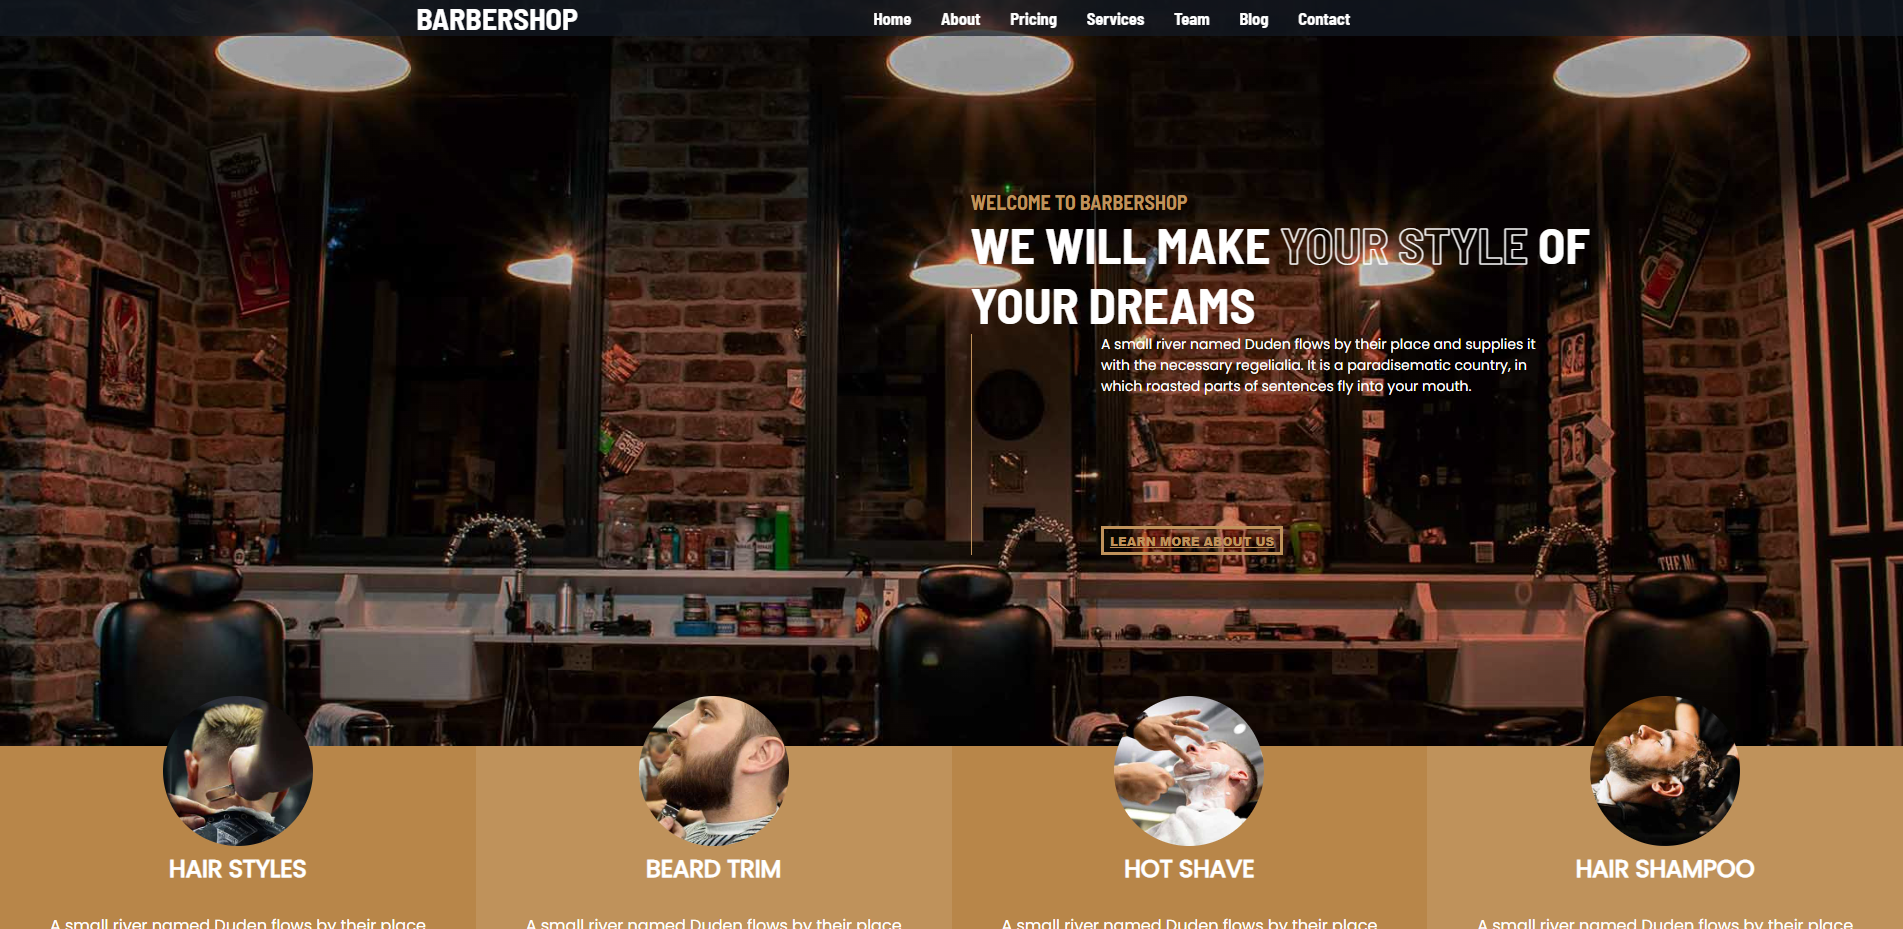 BARBERSHOP
Home About Pricing Services Team Blog Contact
WELCOME TO BARBERSHOP
WE WILL MAKE YOUR STYLE OF
YOUR DREAMS
A small river named Duden flows by their place and supplies it
with the necessary regelialia. It is a paradisematic country, in
which roasted parts of sentences fly into your mouth.
LEARN MORE ABOUT US
REBEL
THE M
HAIR STYLES
BEARD TRIM
HOT SHAVE
HAIR SHAMPOO
A small river named Duden flows by their place
A small river named Duden flows by their place
A small river named Duden flows by their place
A small river named Duden flows by their place